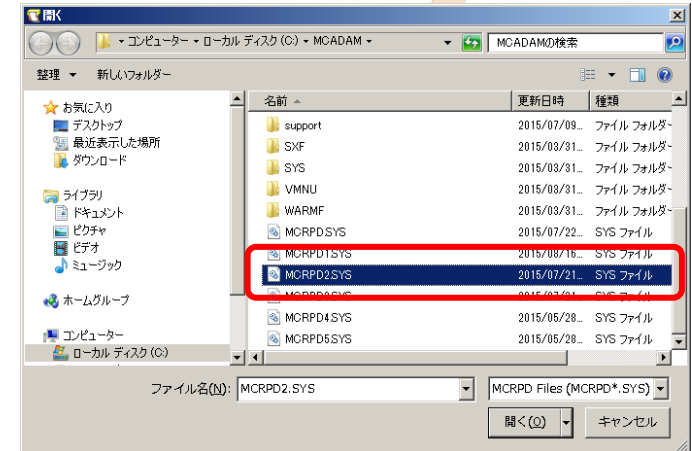 開く
コンピューター ▾ ローカル ディスク (C:) ▾ MCADAM ▾
MCADAMの検索
整理 ▼ 新しいフォルダー
お気に入り
デスクトップ
最近表示した場所
ダウンロード
ライブラリ
ドキュメント
ピクチャ
ビデオ
ミュージック
ホームグループ
コンピューター
ローカル ディスク (C:)
名前 更新日時 種類
support 2015/07/09... ファイル フォルダー
SXF 2015/03/31... ファイル フォルダー
SYS 2015/03/31... ファイル フォルダー
VMNU 2015/03/31... ファイル フォルダー
WARMF 2015/03/31... ファイル フォルダー
MCRPD.SYS 2015/07/22... SYS ファイル
MCRPD1.SYS 2015/08/16... SYS ファイル
MCRPD2.SYS 2015/07/21... SYS ファイル
MCRPD4.SYS 2015/05/28... SYS ファイル
MCRPD5.SYS 2015/05/28... SYS ファイル
ファイル名(N): MCRPD2.SYS MCRPD Files (MCRPD*.SYS)
開く(O) キャンセル